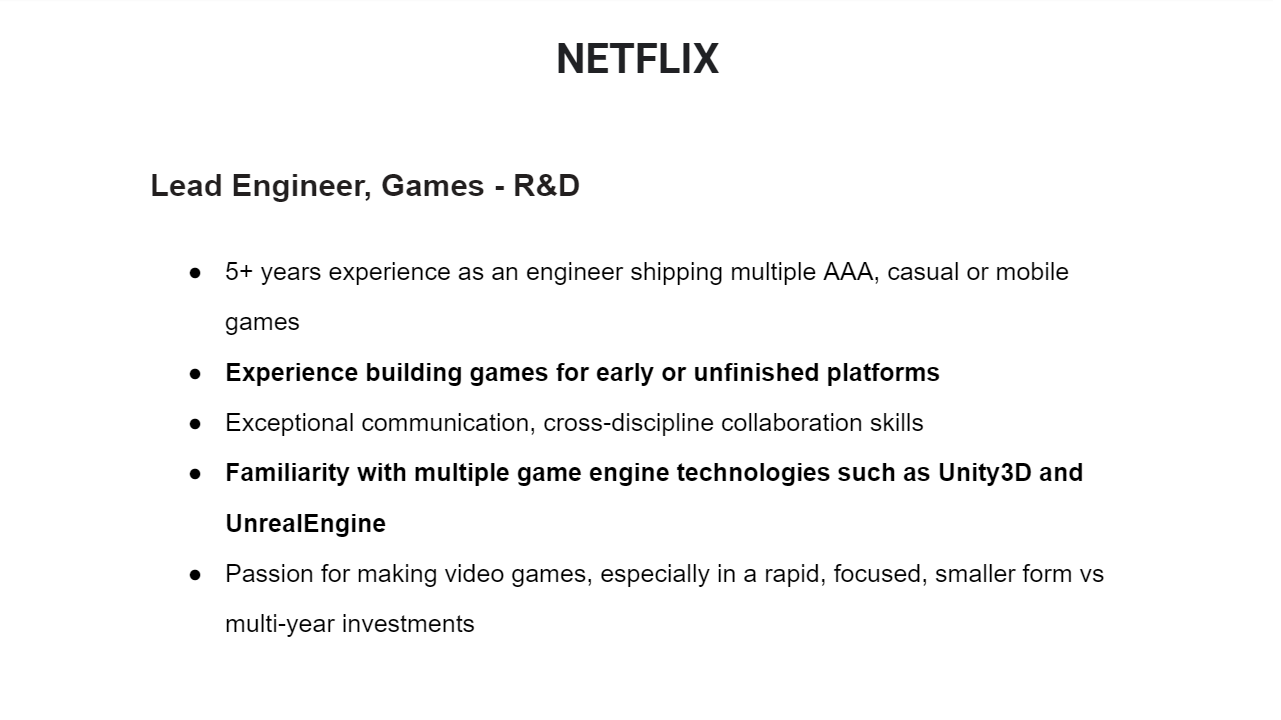 NETFLIX
Lead Engineer, Games - R&D
● 5+ years experience as an engineer shipping multiple AAA, casual or mobile
games
● Experience building games for early or unfinished platforms
● Exceptional communication, cross-discipline collaboration skills
● Familiarity with multiple game engine technologies such as Unity3D and
UnrealEngine
● Passion for making video games, especially in a rapid, focused, smaller form vs
multi-year investments